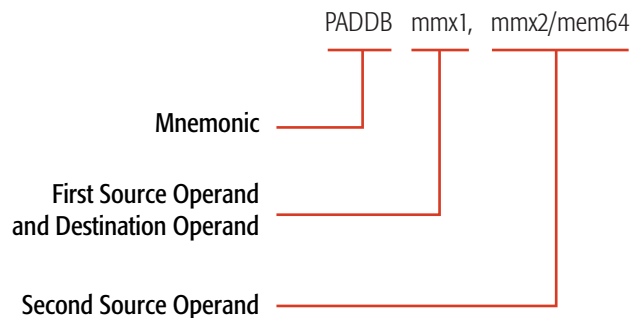 PADDB mmx1, mmx2/mem64
Mnemonic
First Source Operand
and Destination Operand
Second Source Operand